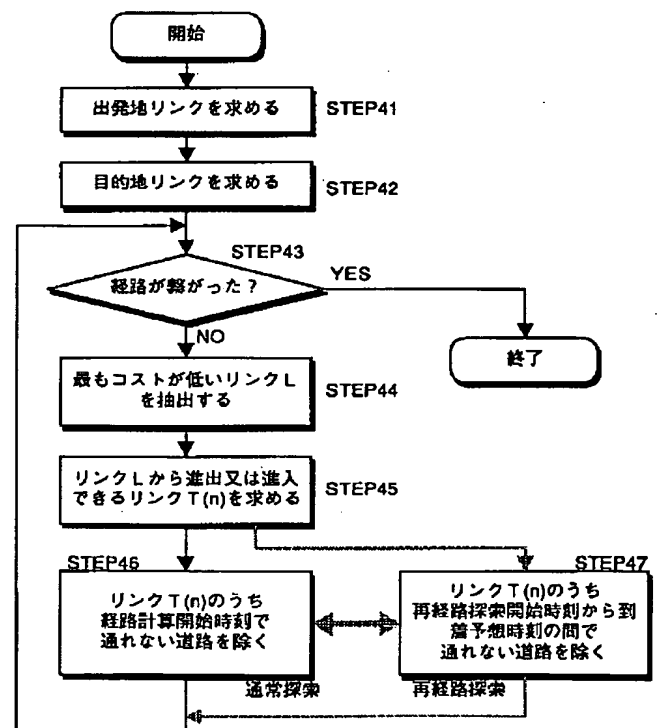 開始
出発地リンクを求める
STEP41
目的地リンクを求める
STEP42
STEP43
経路が繋がった？
YES
NO
終了
最もコストが低いリンクL
を抽出する
STEP44
リンクLから進出又は進入
できるリンクT(n)を求める
STEP45
STEP46
リンクT(n)のうち
経路計算開始時刻で
通れない道路を除く
通常探索
STEP47
リンクT(n)のうち
再経路探索開始時刻から到
着予想時刻の間で
通れない道路を除く
再経路探索